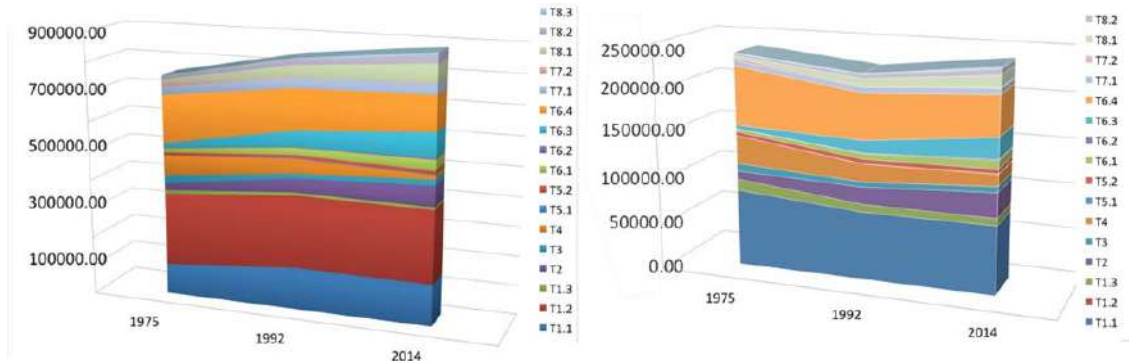 900000.00
700000.00
500000.00
300000.00
100000.00
1975
1992
2014
T8.3
T8.2
T8.1
T7.2
T7.1
T6.4
T6.3
T6.2
T6.1
T5.2
T5.1
T4
T3
T2
T1.3
T1.2
T1.1
250000.00
200000.00
150000.00
100000.00
50000.00
0.00
1975
1992
2014
T8.2
T8.1
T7.2
T7.1
T6.4
T6.3
T6.2
T6.1
T5.2
T5.1
T4
T3
T2
T1.3
T1.2
T1.1